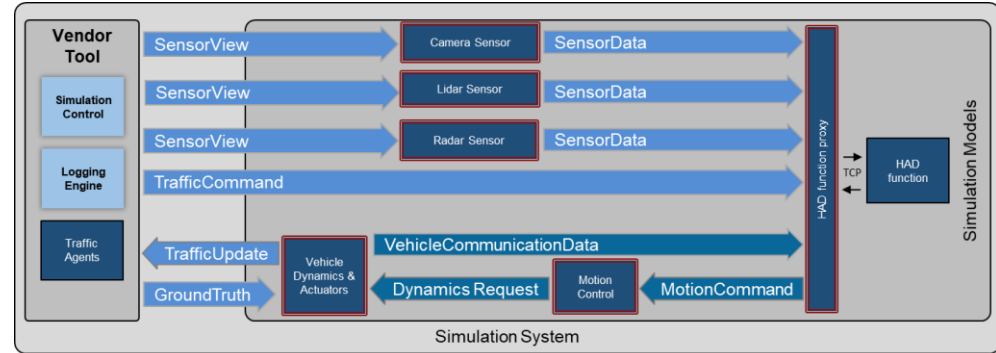 Vendor
Tool
Simulation
Control
Logging
Engine
Traffic
Agents
SensorView
Camera Sensor
SensorData
SensorView
Lidar Sensor
SensorData
SensorView
Radar Sensor
SensorData
TrafficCommand
VehicleCommunicationData
TrafficUpdate
Vehicle
Dynamics &
Actuators
GroundTruth
Dynamics Request
Motion
Control
MotionCommand
HAD function proxy
TCP
HAD
function
Simulation Models
Simulation System